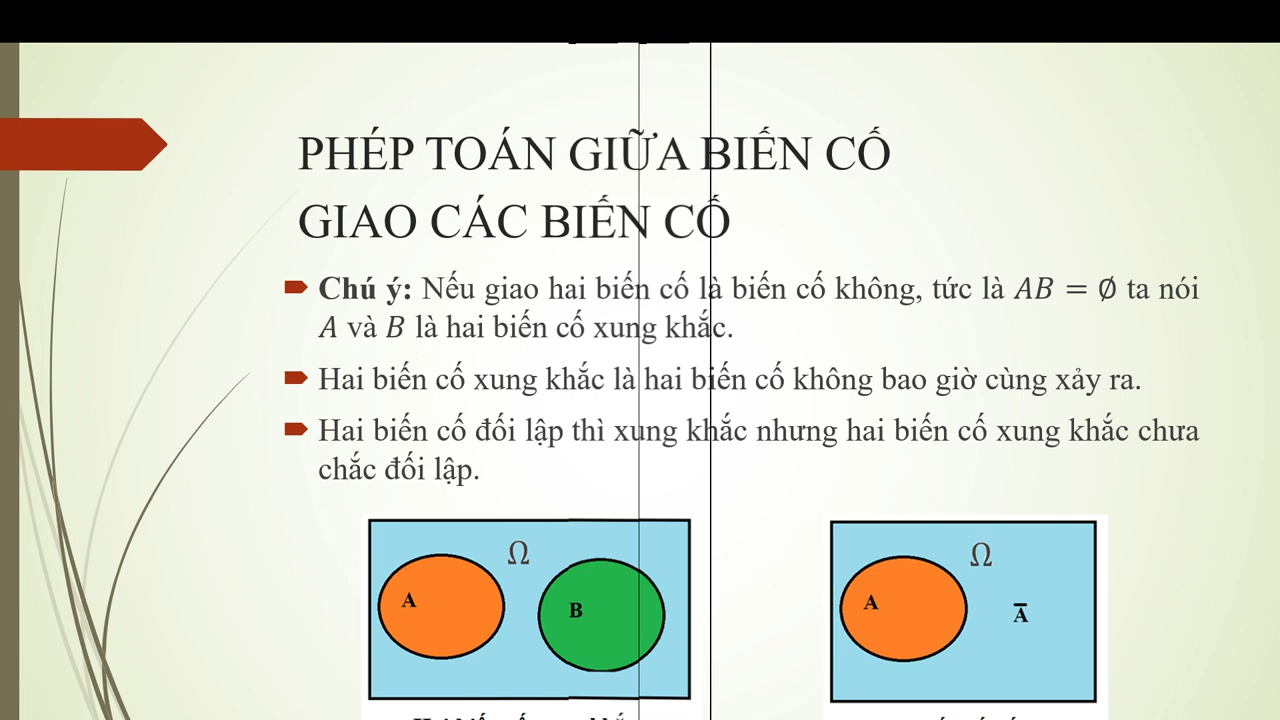 PHÉP TOÁN GIỮA BIẾN CỐ
GIAO CÁC BIẾN CỐ
Chú ý: Nếu giao hai biến cố là biến cố không, tức là AB = ∅ ta nói
A và B là hai biến cố xung khắc.
Hai biến cố xung khắc là hai biến cố không bao giờ cùng xảy ra.
Hai biến cố đối lập thì xung khắc nhưng hai biến cố xung khắc chưa
chắc đối lập.
Ω
A
B
Ω
A
A̅